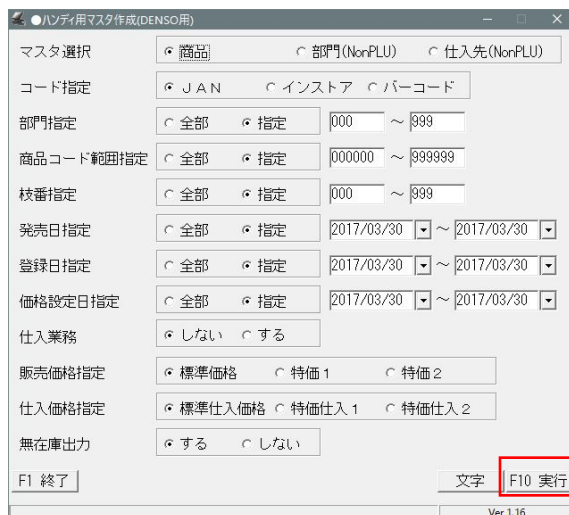 ●ハンディ用マスタ作成(DENSO用)
マスタ選択 商品 部門(NonPLU) 仕入先(NonPLU)
コード指定 JAN インストア バーコード
部門指定 全部 指定 000 ～ 999
商品コード範囲指定 全部 指定 000000 ～ 999999
枝番指定 全部 指定 000 ～ 999
発売日指定 全部 指定 2017/03/30 ～ 2017/03/30
登録日指定 全部 指定 2017/03/30 ～ 2017/03/30
価格設定日指定 全部 指定 2017/03/30 ～ 2017/03/30
仕入業務 しない する
販売価格指定 標準価格 特価1 特価2
仕入価格指定 標準仕入価格 特価仕入1 特価仕入2
無在庫出力 する しない
F1 終了 文字 F10 実行
Ver 1.16